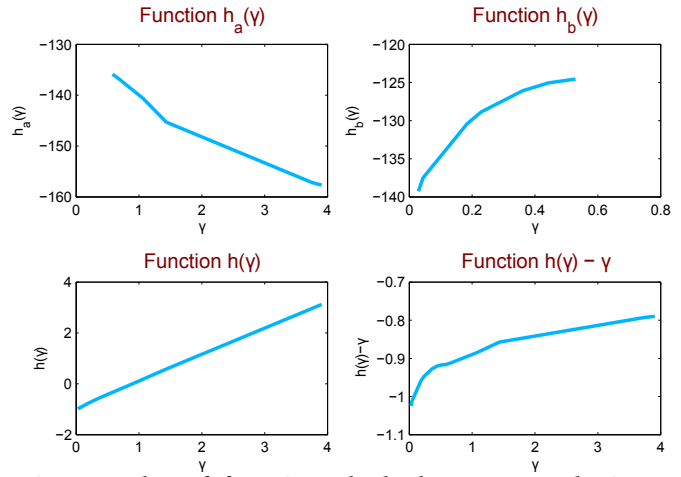 Function h_a(γ)
Function h_b(γ)
−130
−140
−150
−160
h_a(γ)
0 1 2 3 4
γ
−120
−125
−130
−135
−140
h_b(γ)
0 0.2 0.4 0.6 0.8
γ
Function h(γ)
Function h(γ) − γ
4
2
0
−2
h(γ)
0 1 2 3 4
γ
−0.7
−0.8
−0.9
−1
−1.1
h(γ)−γ
0 1 2 3 4
γ